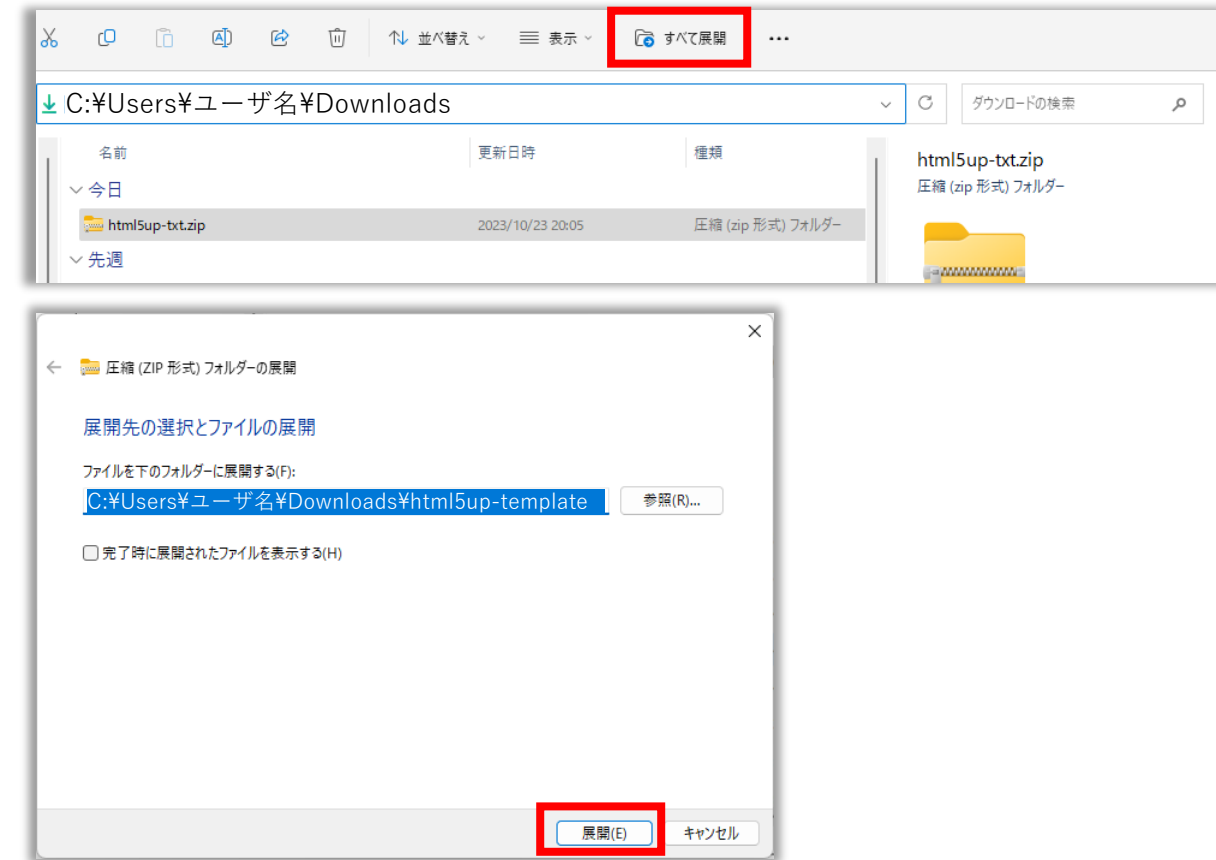 並べ替え 表示 すべて展開
C:¥Users¥ユーザ名¥Downloads ダウンロードの検索
名前 更新日時 種類
html5up-txt.zip
圧縮 (zip 形式) フォルダー
今日
html5up-txt.zip 2023/10/23 20:05 圧縮 (zip 形式) フォルダー
先週
圧縮 (ZIP 形式) フォルダーの展開
展開先の選択とファイルの展開
ファイルを下のフォルダーに展開する(F):
C:¥Users¥ユーザ名¥Downloads¥html5up-template 参照(R)...
完了時に展開されたファイルを表示する(H)
展開(E) キャンセル